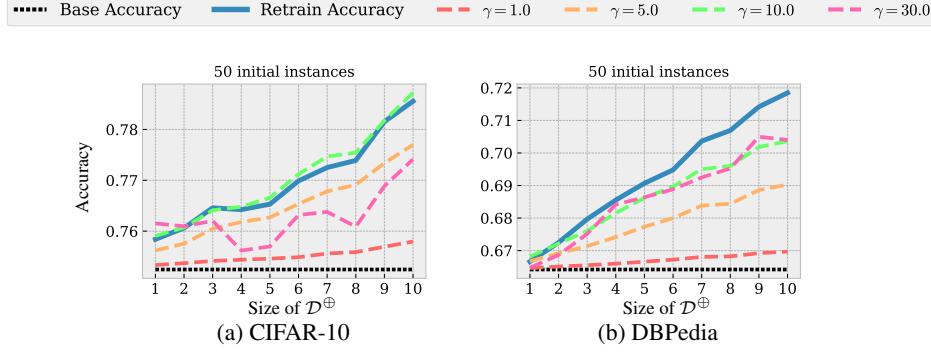 Base Accuracy Retrain Accuracy γ = 1.0 γ = 5.0 γ = 10.0 γ = 30.0
50 initial instances
50 initial instances
Accuracy
0.78
0.77
0.76
1 2 3 4 5 6 7 8 9 10
Size of 𝒟⊕
(a) CIFAR-10
0.72
0.71
0.70
0.69
0.68
0.67
1 2 3 4 5 6 7 8 9 10
Size of 𝒟⊕
(b) DBPedia